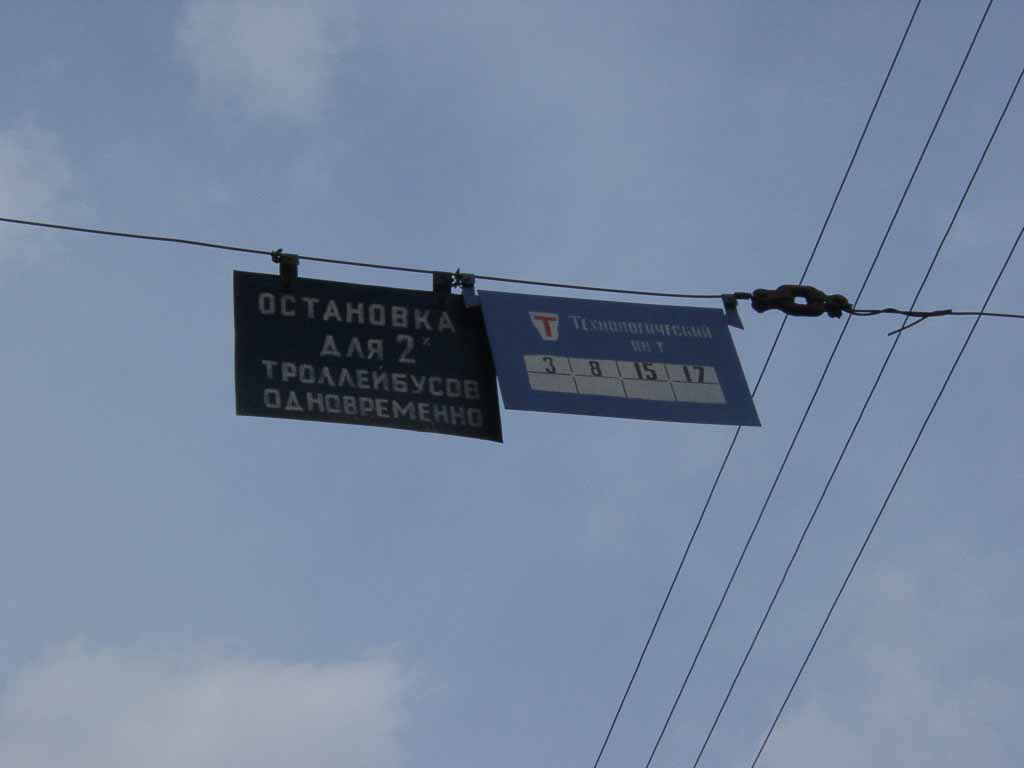 ОСТАНОВКА
ДЛЯ 2х
ТРОЛЛЕЙБУСОВ
ОДНОВРЕМЕННО
Т ТЕХНОЛОГИЧЕСКИЙ
ИН Т
3 8 15 17